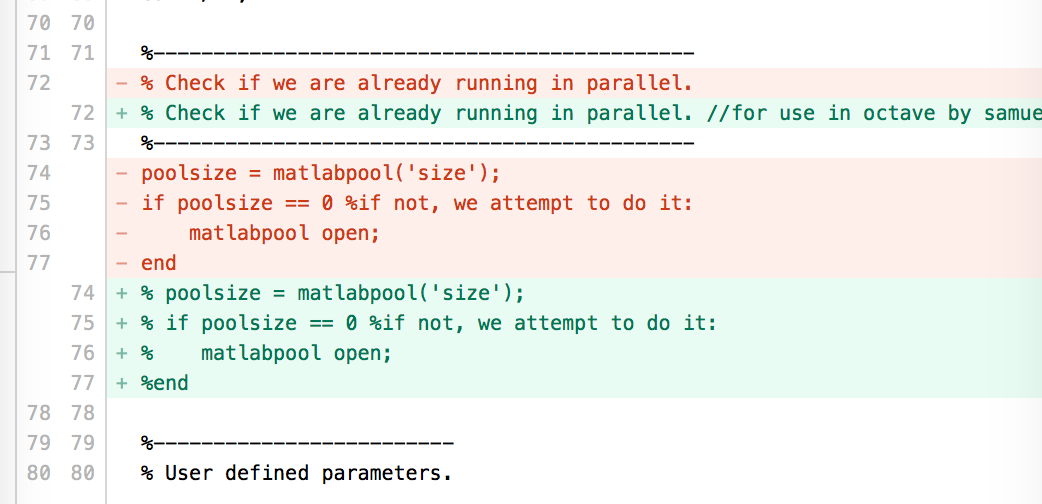 70 70
71 71 %---------------------------------------------
72 - % Check if we are already running in parallel.
72 + % Check if we are already running in parallel. //for use in octave by
73 73 %---------------------------------------------
74 - poolsize = matlabpool('size');
75 - if poolsize == 0 %if not, we attempt to do it:
76 - matlabpool open;
77 - end
74 + % poolsize = matlabpool('size');
75 + % if poolsize == 0 %if not, we attempt to do it:
76 + % matlabpool open;
77 + %end
78 78
79 79 %-------------------------
80 80 % User defined parameters.